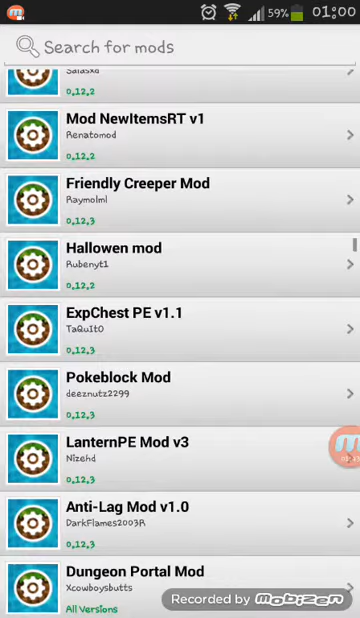 59% 01:00
Search for mods
Salaska
0,12,2
Mod NewItemsRT v1
Renatomod
0,12,2
Friendly Creeper Mod
Raymolml
0,12,3
Hallowen mod
Rubenyt1
0,12,2
ExpChest PE v1.1
TaQuItO
0,12,3
Pokeblock Mod
deeznutz2299
0,12,3
LanternPE Mod v3
Nizehd
0,12,3
Anti-Lag Mod v1.0
DarkFlames2003R
0,12,3
Dungeon Portal Mod
Xcowboysbutts
All Versions
Recorded by mobizen